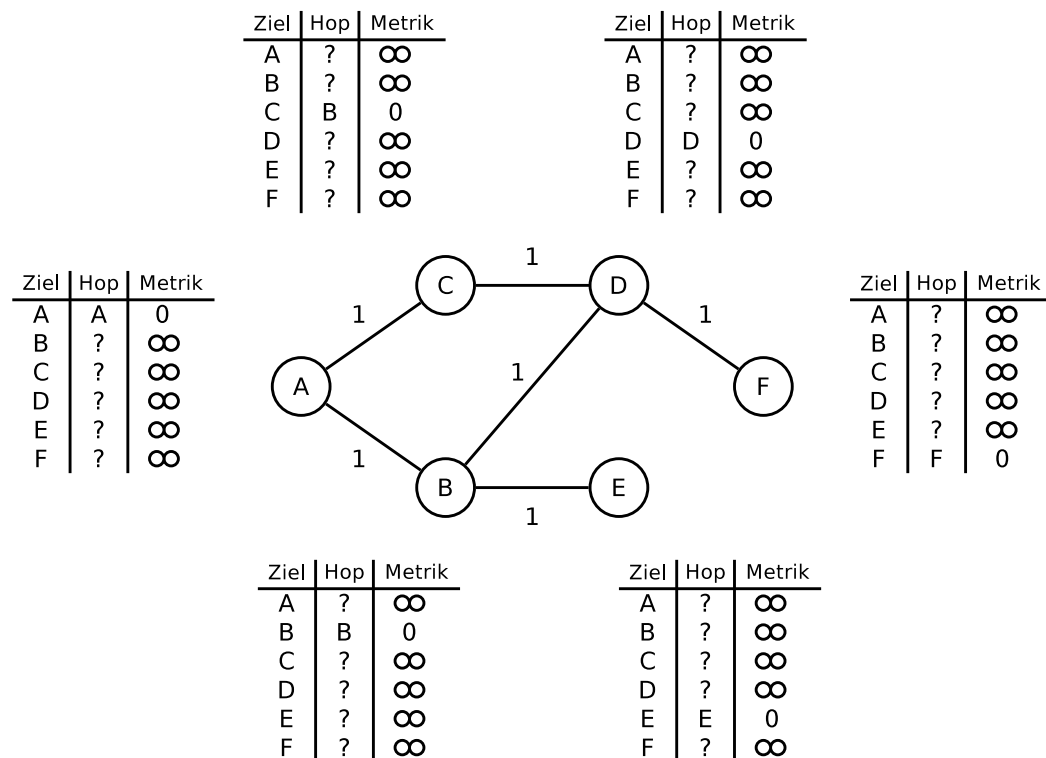 Ziel Hop Metrik
A ? ∞
B ? ∞
C B 0
D ? ∞
E ? ∞
F ? ∞
Ziel Hop Metrik
A ? ∞
B ? ∞
C ? ∞
D D 0
E ? ∞
F ? ∞
Ziel Hop Metrik
A A 0
B ? ∞
C ? ∞
D ? ∞
E ? ∞
F ? ∞
1
C D
1 1
1
A F
1
B E
1
Ziel Hop Metrik
A ? ∞
B ? ∞
C ? ∞
D ? ∞
E ? ∞
F F 0
Ziel Hop Metrik
A ? ∞
B B 0
C ? ∞
D ? ∞
E ? ∞
F ? ∞
Ziel Hop Metrik
A ? ∞
B ? ∞
C ? ∞
D ? ∞
E E 0
F ? ∞